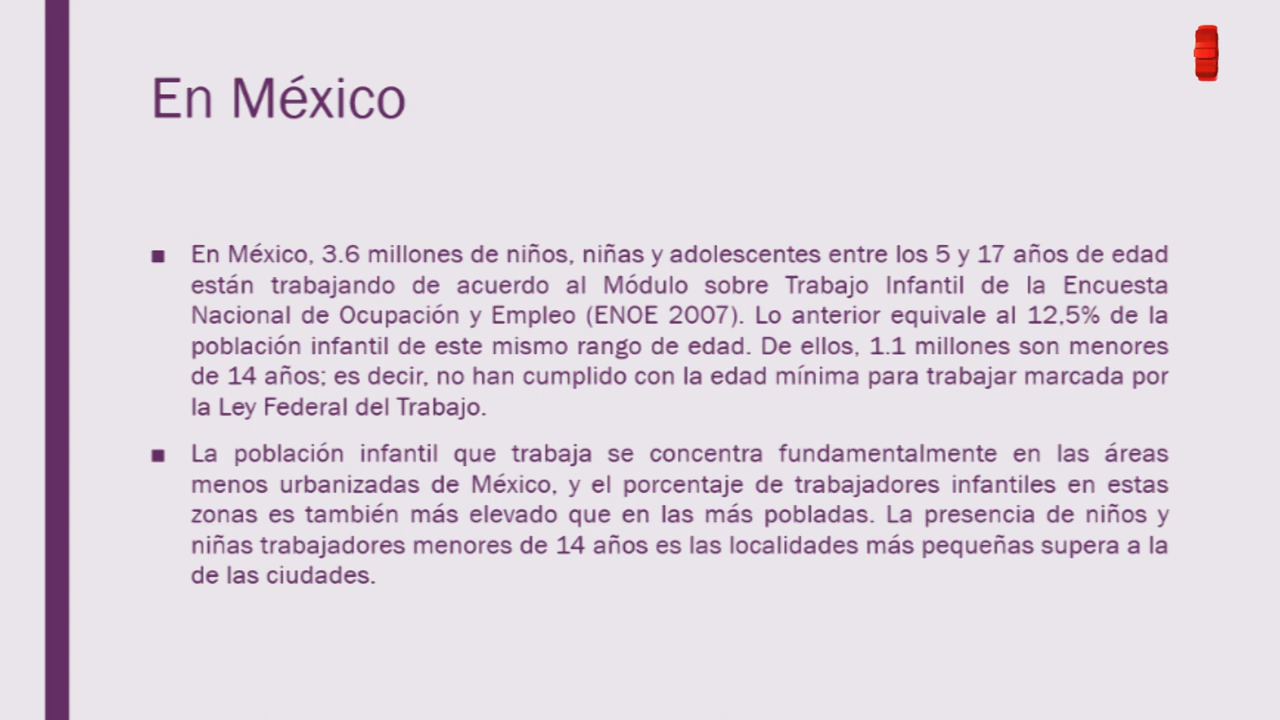 En México
■ En México, 3.6 millones de niños, niñas y adolescentes entre los 5 y 17 años de edad
están trabajando de acuerdo al Módulo sobre Trabajo Infantil de la Encuesta
Nacional de Ocupación y Empleo (ENOE 2007). Lo anterior equivale al 12,5% de la
población infantil de este mismo rango de edad. De ellos, 1.1 millones son menores
de 14 años; es decir, no han cumplido con la edad mínima para trabajar marcada por
la Ley Federal del Trabajo.
■ La población infantil que trabaja se concentra fundamentalmente en las áreas
menos urbanizadas de México, y el porcentaje de trabajadores infantiles en estas
zonas es también más elevado que en las más pobladas. La presencia de niños y
niñas trabajadores menores de 14 años es las localidades más pequeñas supera a la
de las ciudades.